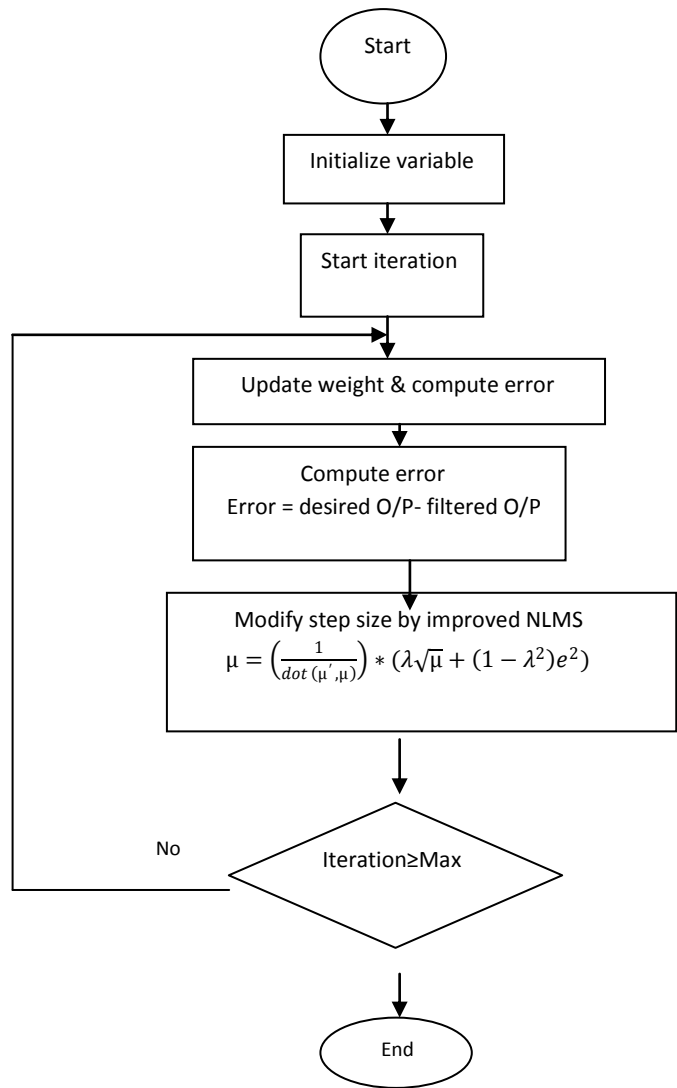 Start
Initialize variable
Start iteration
Update weight & compute error
Compute error
Error = desired O/P- filtered O/P
Modify step size by improved NLMS
μ = (1/dot (μ′,μ)) * (λ√μ + (1 − λ²)e²)
Iteration≥Max
No
End